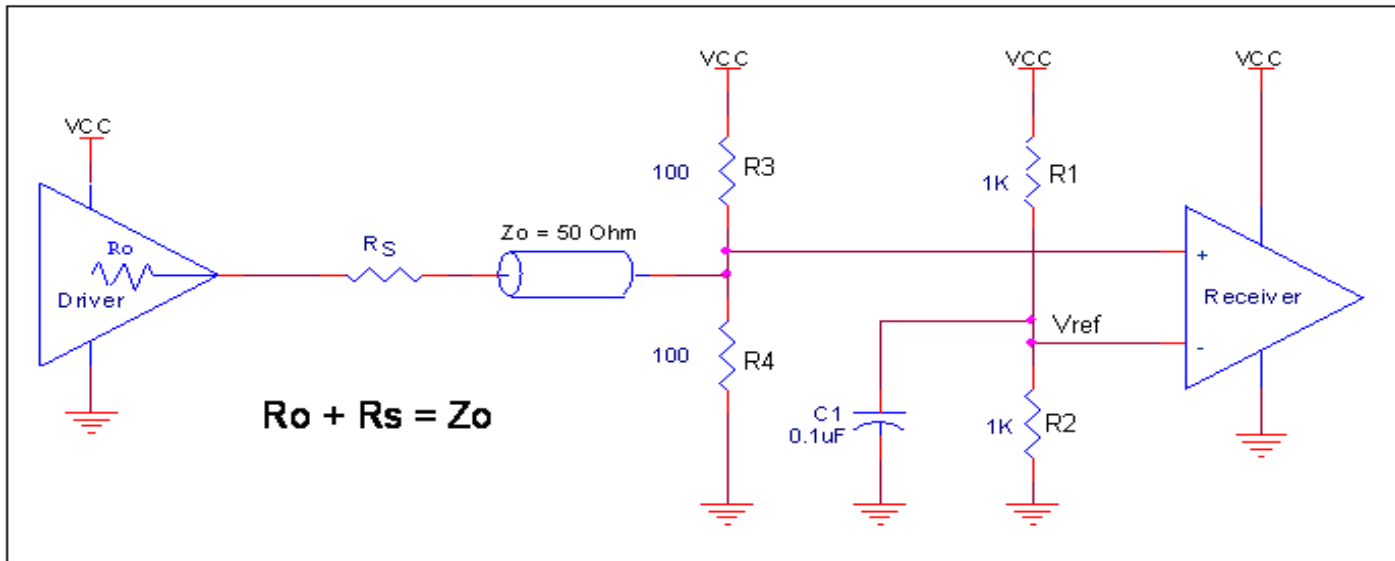 VCC
VCC
VCC
VCC
Ro
Driver
RS
Zo = 50 Ohm
100
R3
1K
R1
+
Receiver
-
Vref
100
R4
C1
0.1uF
1K
R2
Ro + Rs = Zo